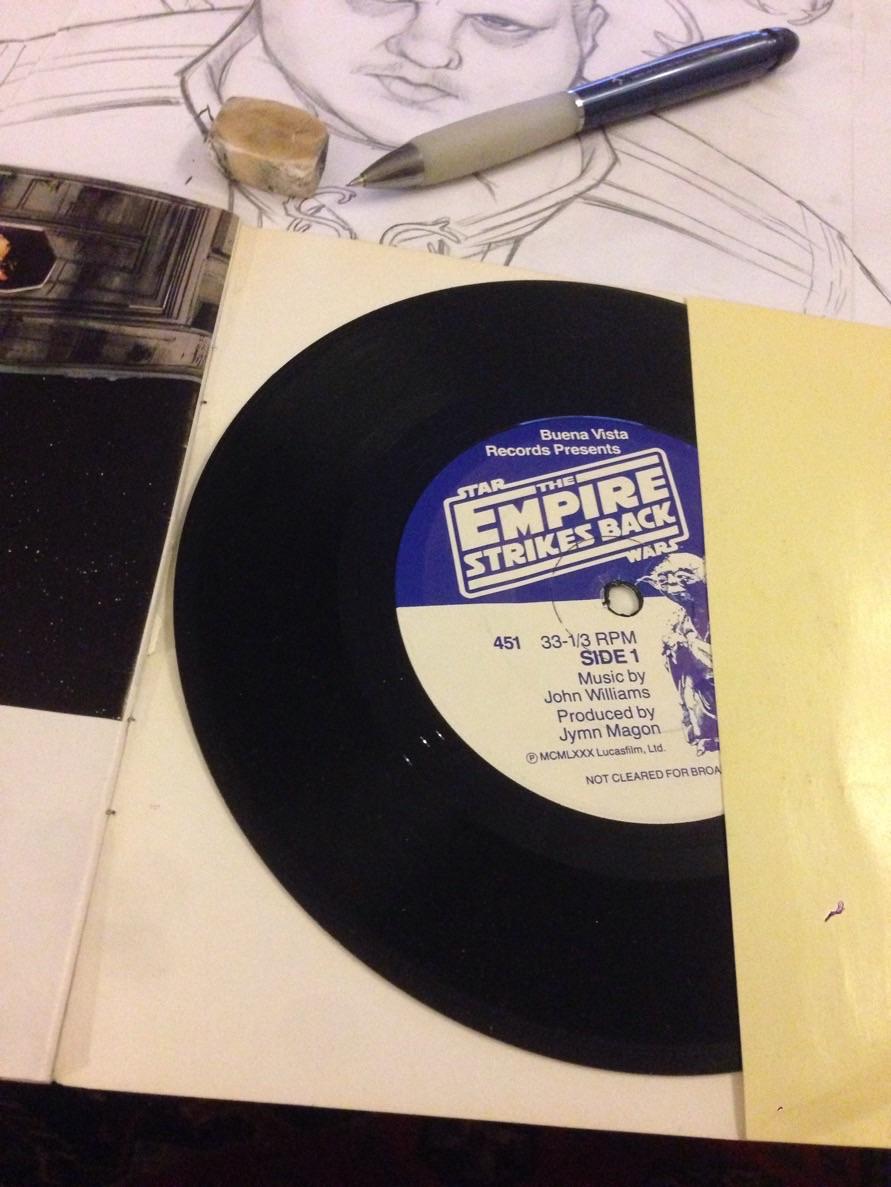 Buena Vista
Records Presents
STAR THE
EMPIRE
STRIKES BACK
WARS
451 33-1/3 RPM
SIDE 1
Music by
John Williams
Produced by
Jymn Magon
Ⓟ MCMLXXX Lucasfilm, Ltd.
NOT CLEARED FOR BROA